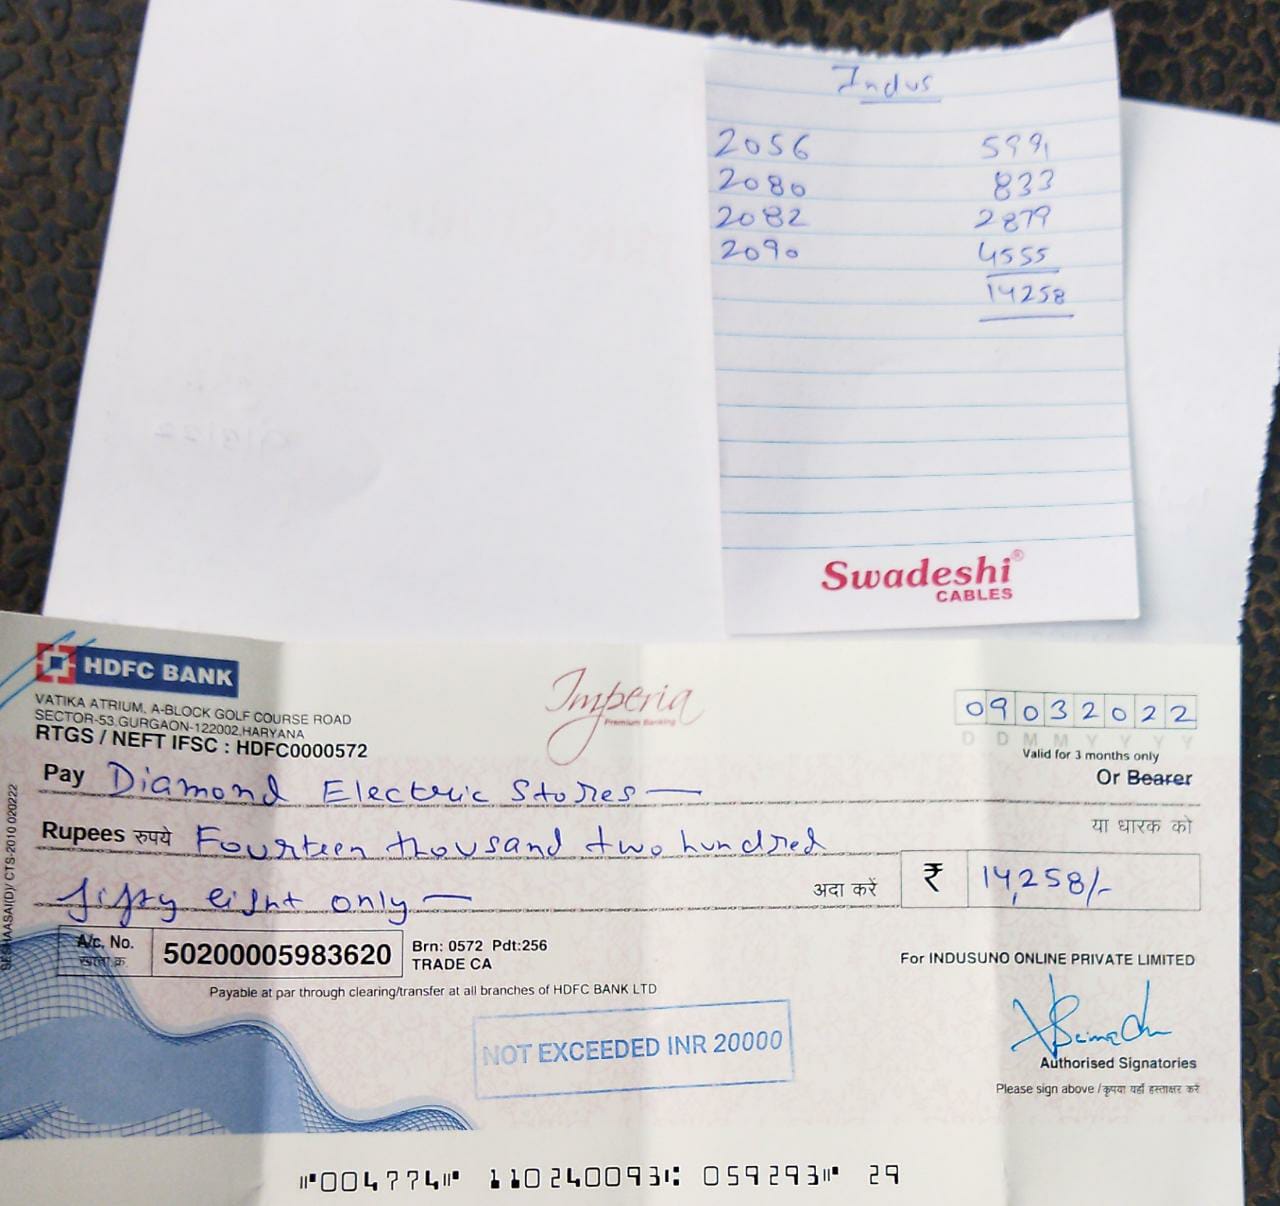 Indus
2056 5991
2080 833
2082 2879
2090 4555
14258
Swadeshi®
CABLES
HDFC BANK
VATIKA ATRIUM, A-BLOCK GOLF COURSE ROAD
SECTOR-53,GURGAON-122002,HARYANA
RTGS / NEFT IFSC : HDFC0000572
Imperia
Premium Banking
09032022
D D M M Y Y Y Y
Valid for 3 months only
Pay Diamond Electric Stores — Or Bearer
या धारक को
Rupees रुपये Fourteen thousand two hundred
fifty eight only — अदा करें ₹ 14,258/-
A/c. No. 50200005983620 Brn: 0572 Pdt:256
खाता क्र. TRADE CA
Payable at par through clearing/transfer at all branches of HDFC BANK LTD
For INDUSUNO ONLINE PRIVATE LIMITED
NOT EXCEEDED INR 20000
Authorised Signatories
Please sign above / कृपया यहाँ हस्ताक्षर करें
⑈004774⑈ 110240093⑆ 059293⑈ 29